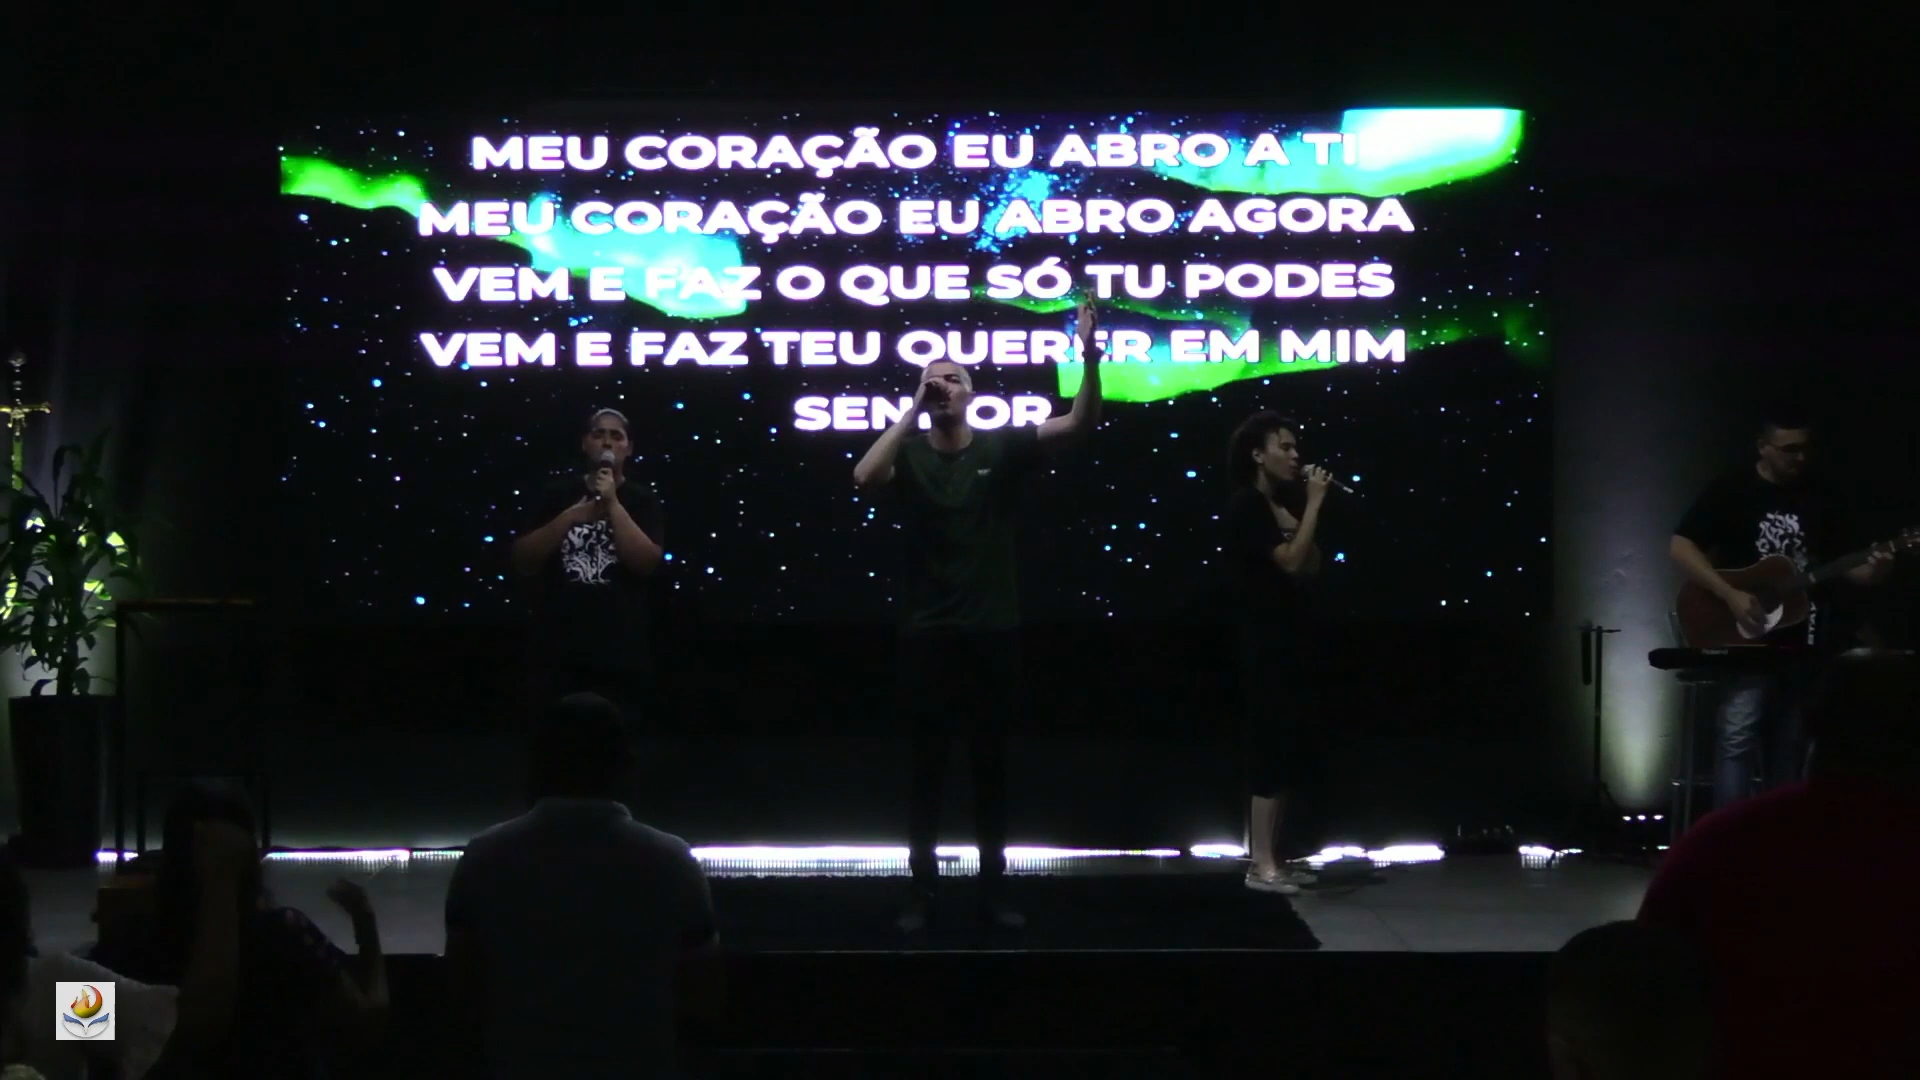 MEU CORAÇÃO EU ABRO A TI
MEU CORAÇÃO EU ABRO AGORA
VEM E FAZ O QUE SÓ TU PODES
VEM E FAZ TEU QUERER EM MIM
SENHOR